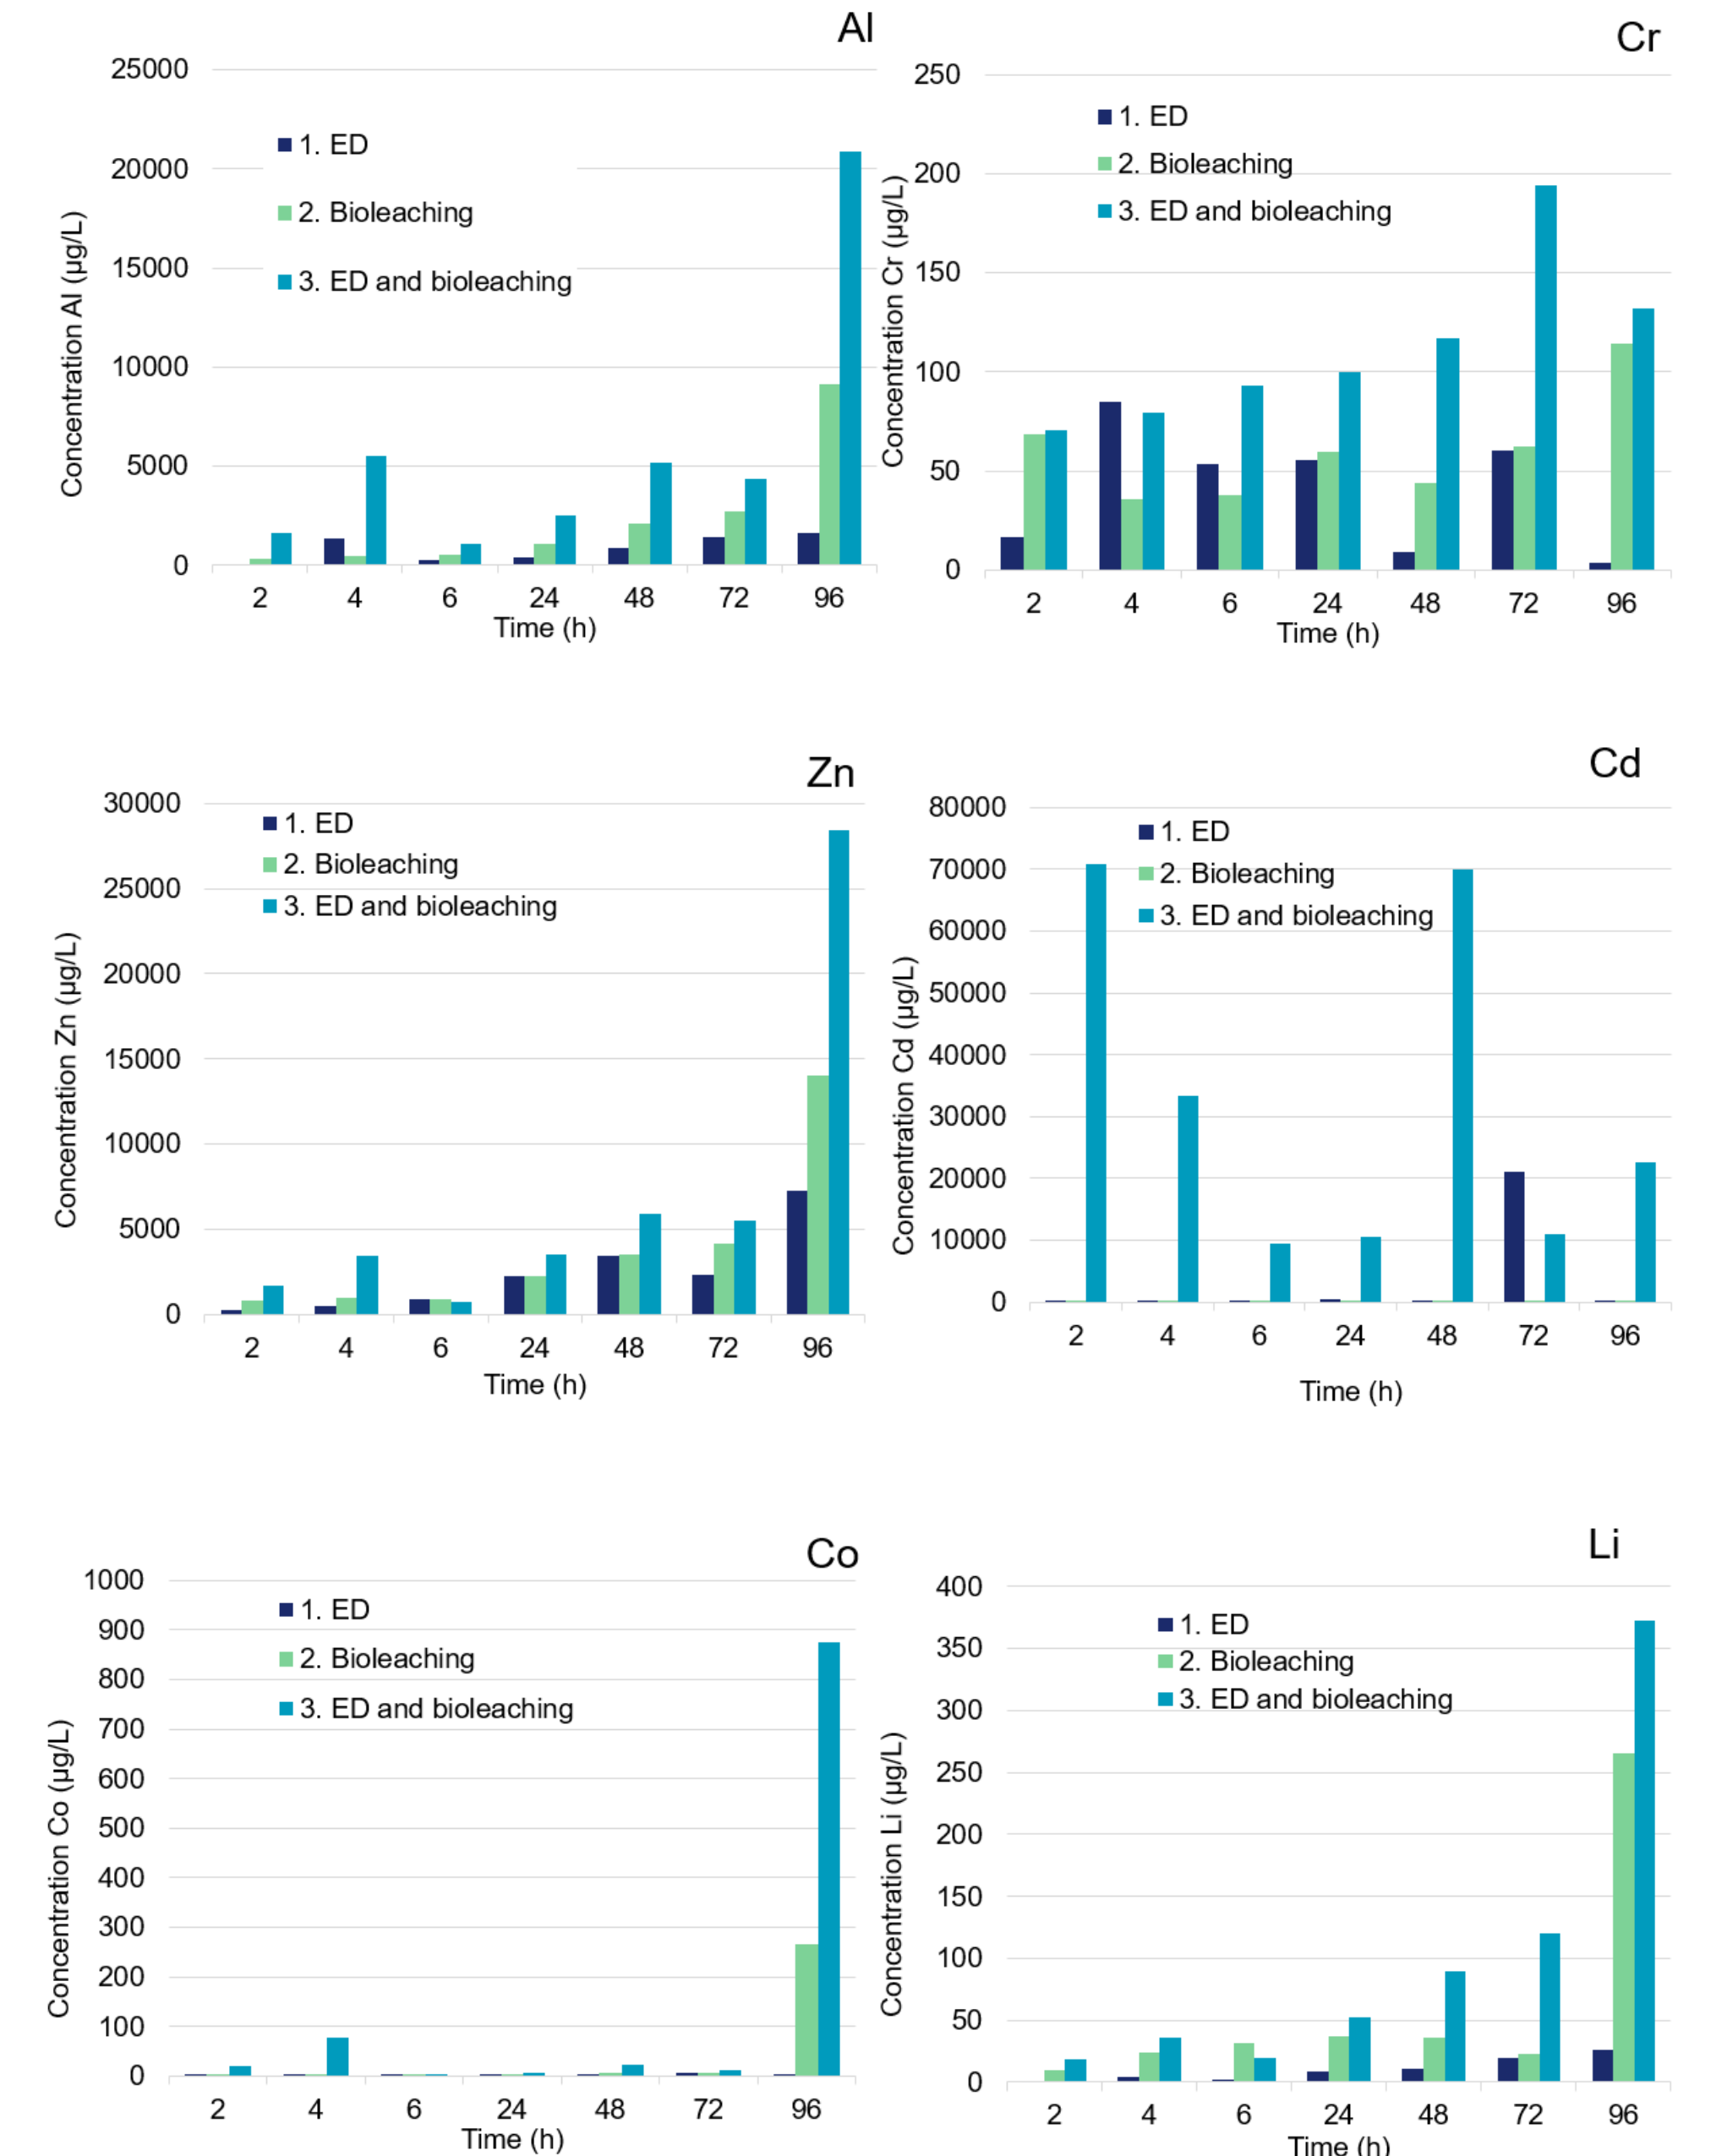 Al
25000
20000
15000
10000
5000
0
Concentration Al (µg/L)
1. ED
2. Bioleaching
3. ED and bioleaching
2 4 6 24 48 72 96
Time (h)
Cr
250
200
150
100
50
0
Concentration Cr (µg/L)
1. ED
2. Bioleaching
3. ED and bioleaching
2 4 6 24 48 72 96
Time (h)
Zn
30000
25000
20000
15000
10000
5000
0
Concentration Zn (µg/L)
1. ED
2. Bioleaching
3. ED and bioleaching
2 4 6 24 48 72 96
Time (h)
Cd
80000
70000
60000
50000
40000
30000
20000
10000
0
Concentration Cd (µg/L)
1. ED
2. Bioleaching
3. ED and bioleaching
2 4 6 24 48 72 96
Time (h)
Co
1000
900
800
700
600
500
400
300
200
100
0
Concentration Co (µg/L)
1. ED
2. Bioleaching
3. ED and bioleaching
2 4 6 24 48 72 96
Time (h)
Li
400
350
300
250
200
150
100
50
0
Concentration Li (µg/L)
1. ED
2. Bioleaching
3. ED and bioleaching
2 4 6 24 48 72 96
Time (h)